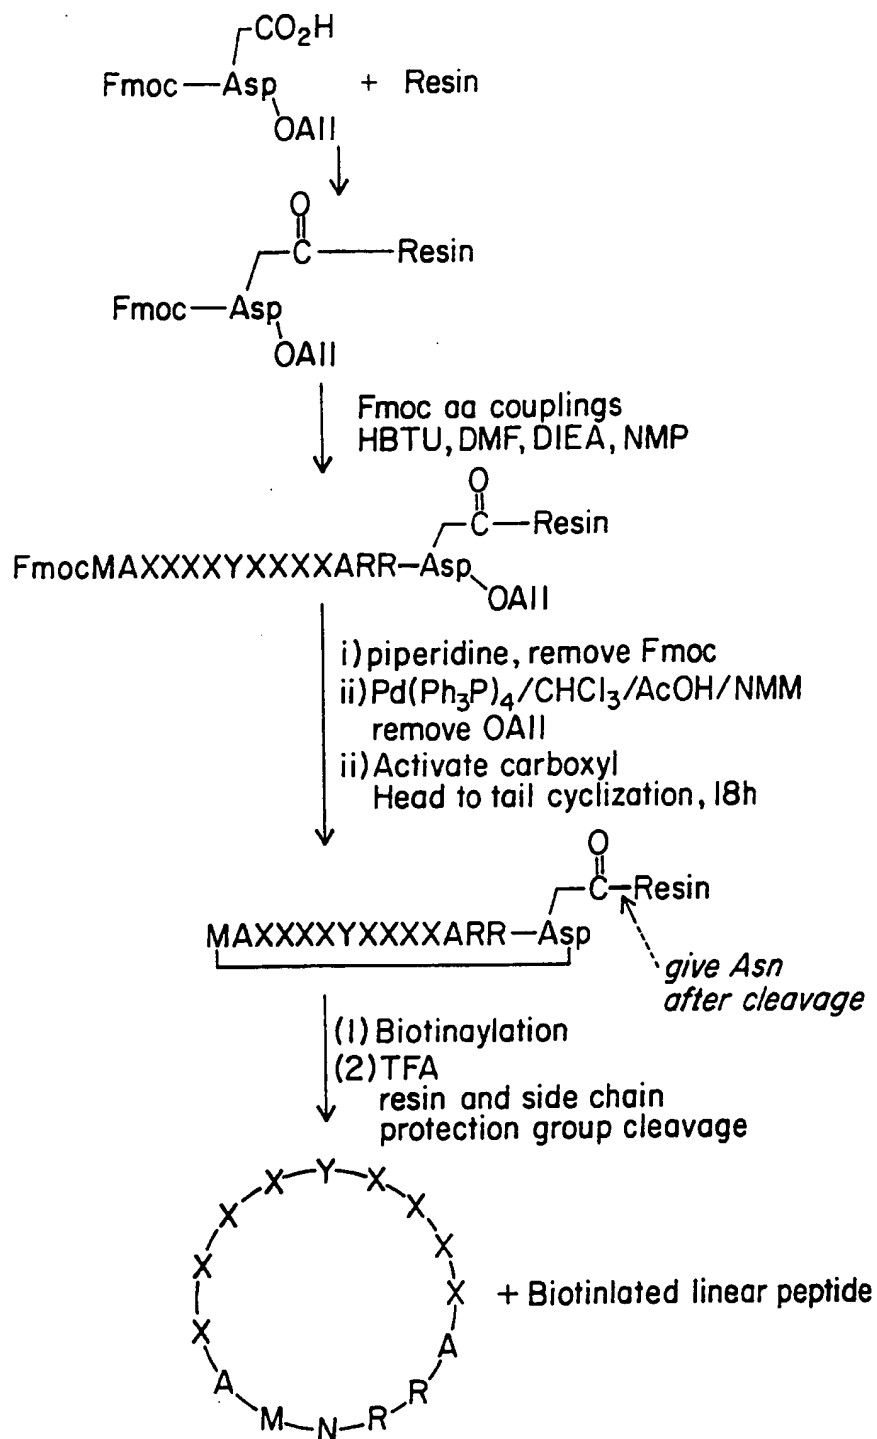 CO₂H
Fmoc—Asp + Resin
OAll
O
C—Resin
Fmoc—Asp
OAll
Fmoc aa couplings
HBTU, DMF, DIEA, NMP
O
C—Resin
FmocMAXXXXYXXXXARR—Asp
OAll
i) piperidine, remove Fmoc
ii) Pd(Ph₃P)₄/CHCl₃/AcOH/NMM
remove OAll
ii) Activate carboxyl
Head to tail cyclization, 18h
O
C—Resin
MAXXXXYXXXXARR—Asp
give Asn
after cleavage
(1) Biotinaylation
(2) TFA
resin and side chain
protection group cleavage
X X X X Y X X X X A R R N M A
+ Biotinlated linear peptide